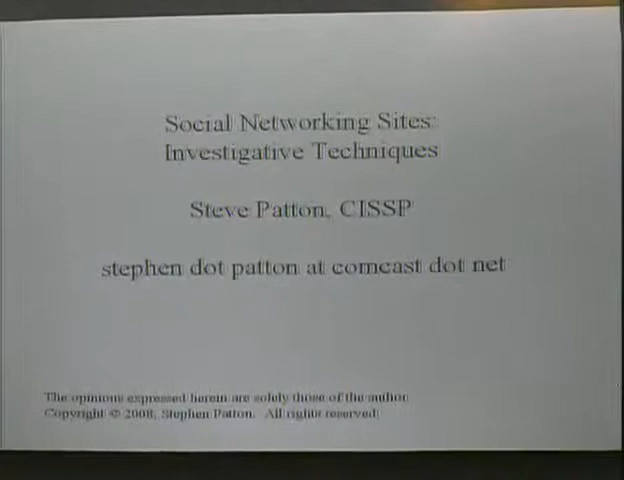 Social Networking Sites:
Investigative Techniques
Steve Patton, CISSP
stephen dot patton at comcast dot net
The opinions expressed herein are solely those of the author.
Copyright © 2008, Stephen Patton. All rights reserved.